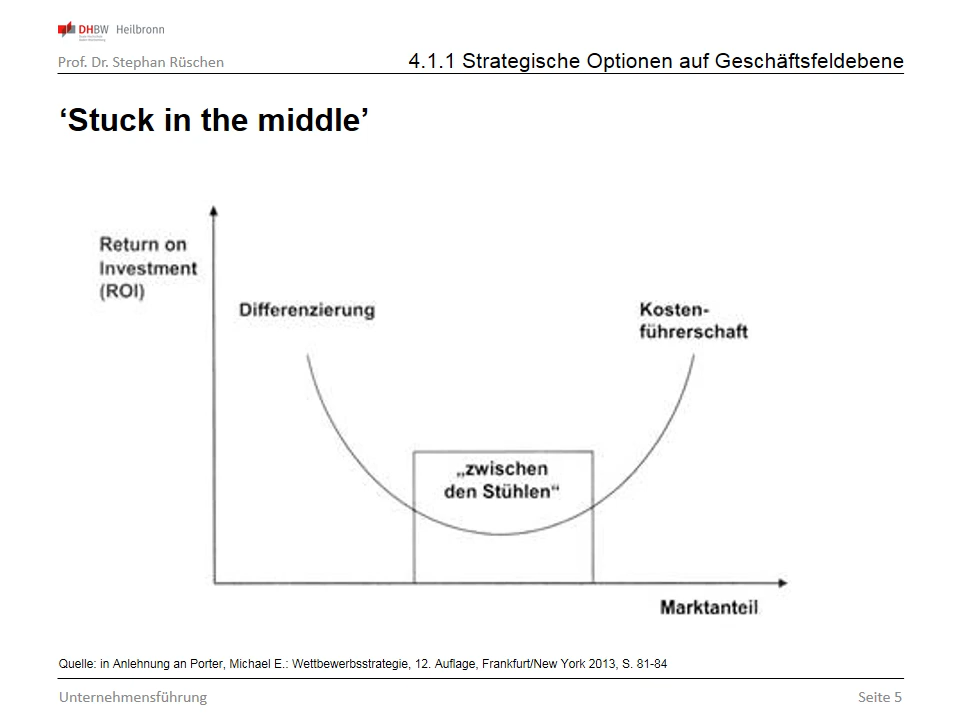 DHBW Heilbronn
Prof. Dr. Stephan Rüschen
4.1.1 Strategische Optionen auf Geschäftsfeldebene
‘Stuck in the middle’
Return on
Investment
(ROI)
Differenzierung
Kosten-
führerschaft
„zwischen
den Stühlen“
Marktanteil
Quelle: in Anlehnung an Porter, Michael E.: Wettbewerbsstrategie, 12. Auflage, Frankfurt/New York 2013, S. 81-84
Unternehmensführung
Seite 5